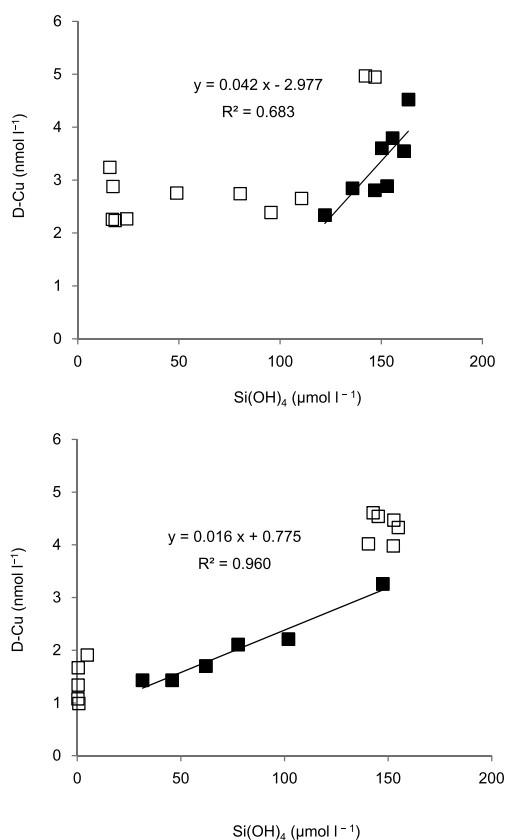 6
5
y = 0.042 x - 2.977
R² = 0.683
4
3
2
1
0
D-Cu (nmol l⁻¹)
0 50 100 150 200
Si(OH)₄ (µmol l⁻¹)
6
5
y = 0.016 x + 0.775
R² = 0.960
4
3
2
1
0
D-Cu (nmol l⁻¹)
0 50 100 150 200
Si(OH)₄ (µmol l⁻¹)